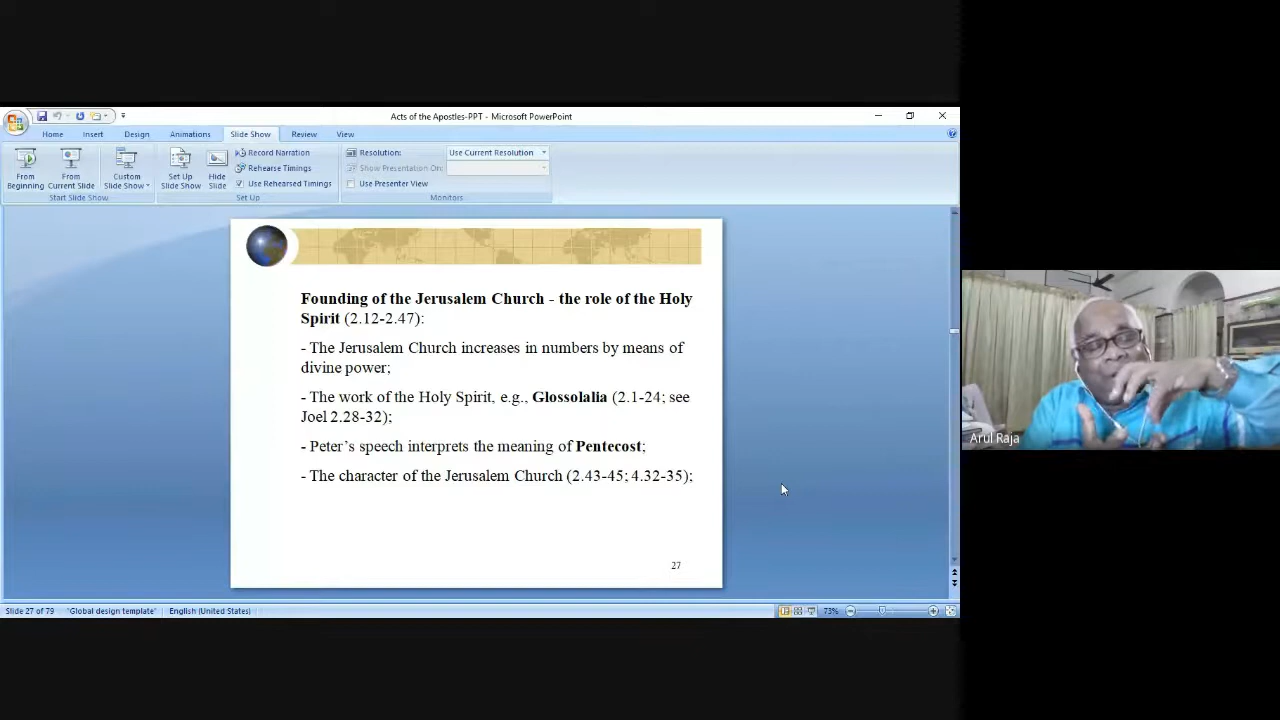 Acts of the Apostles-PPT - Microsoft PowerPoint
Home Insert Design Animations Slide Show Review View
From Beginning
From Current Slide
Custom Slide Show
Start Slide Show
Set Up Slide Show
Hide Slide
Record Narration
Rehearse Timings
Use Rehearsed Timings
Set Up
Resolution: Use Current Resolution
Show Presentation On:
Use Presenter View
Monitors
Founding of the Jerusalem Church - the role of the Holy
Spirit (2.12-2.47):
- The Jerusalem Church increases in numbers by means of
divine power;
- The work of the Holy Spirit, e.g., Glossolalia (2.1-24; see
Joel 2.28-32);
- Peter's speech interprets the meaning of Pentecost;
- The character of the Jerusalem Church (2.43-45; 4.32-35);
27
Arul Raja
Slide 27 of 79 "Global design template" English (United States) 73%